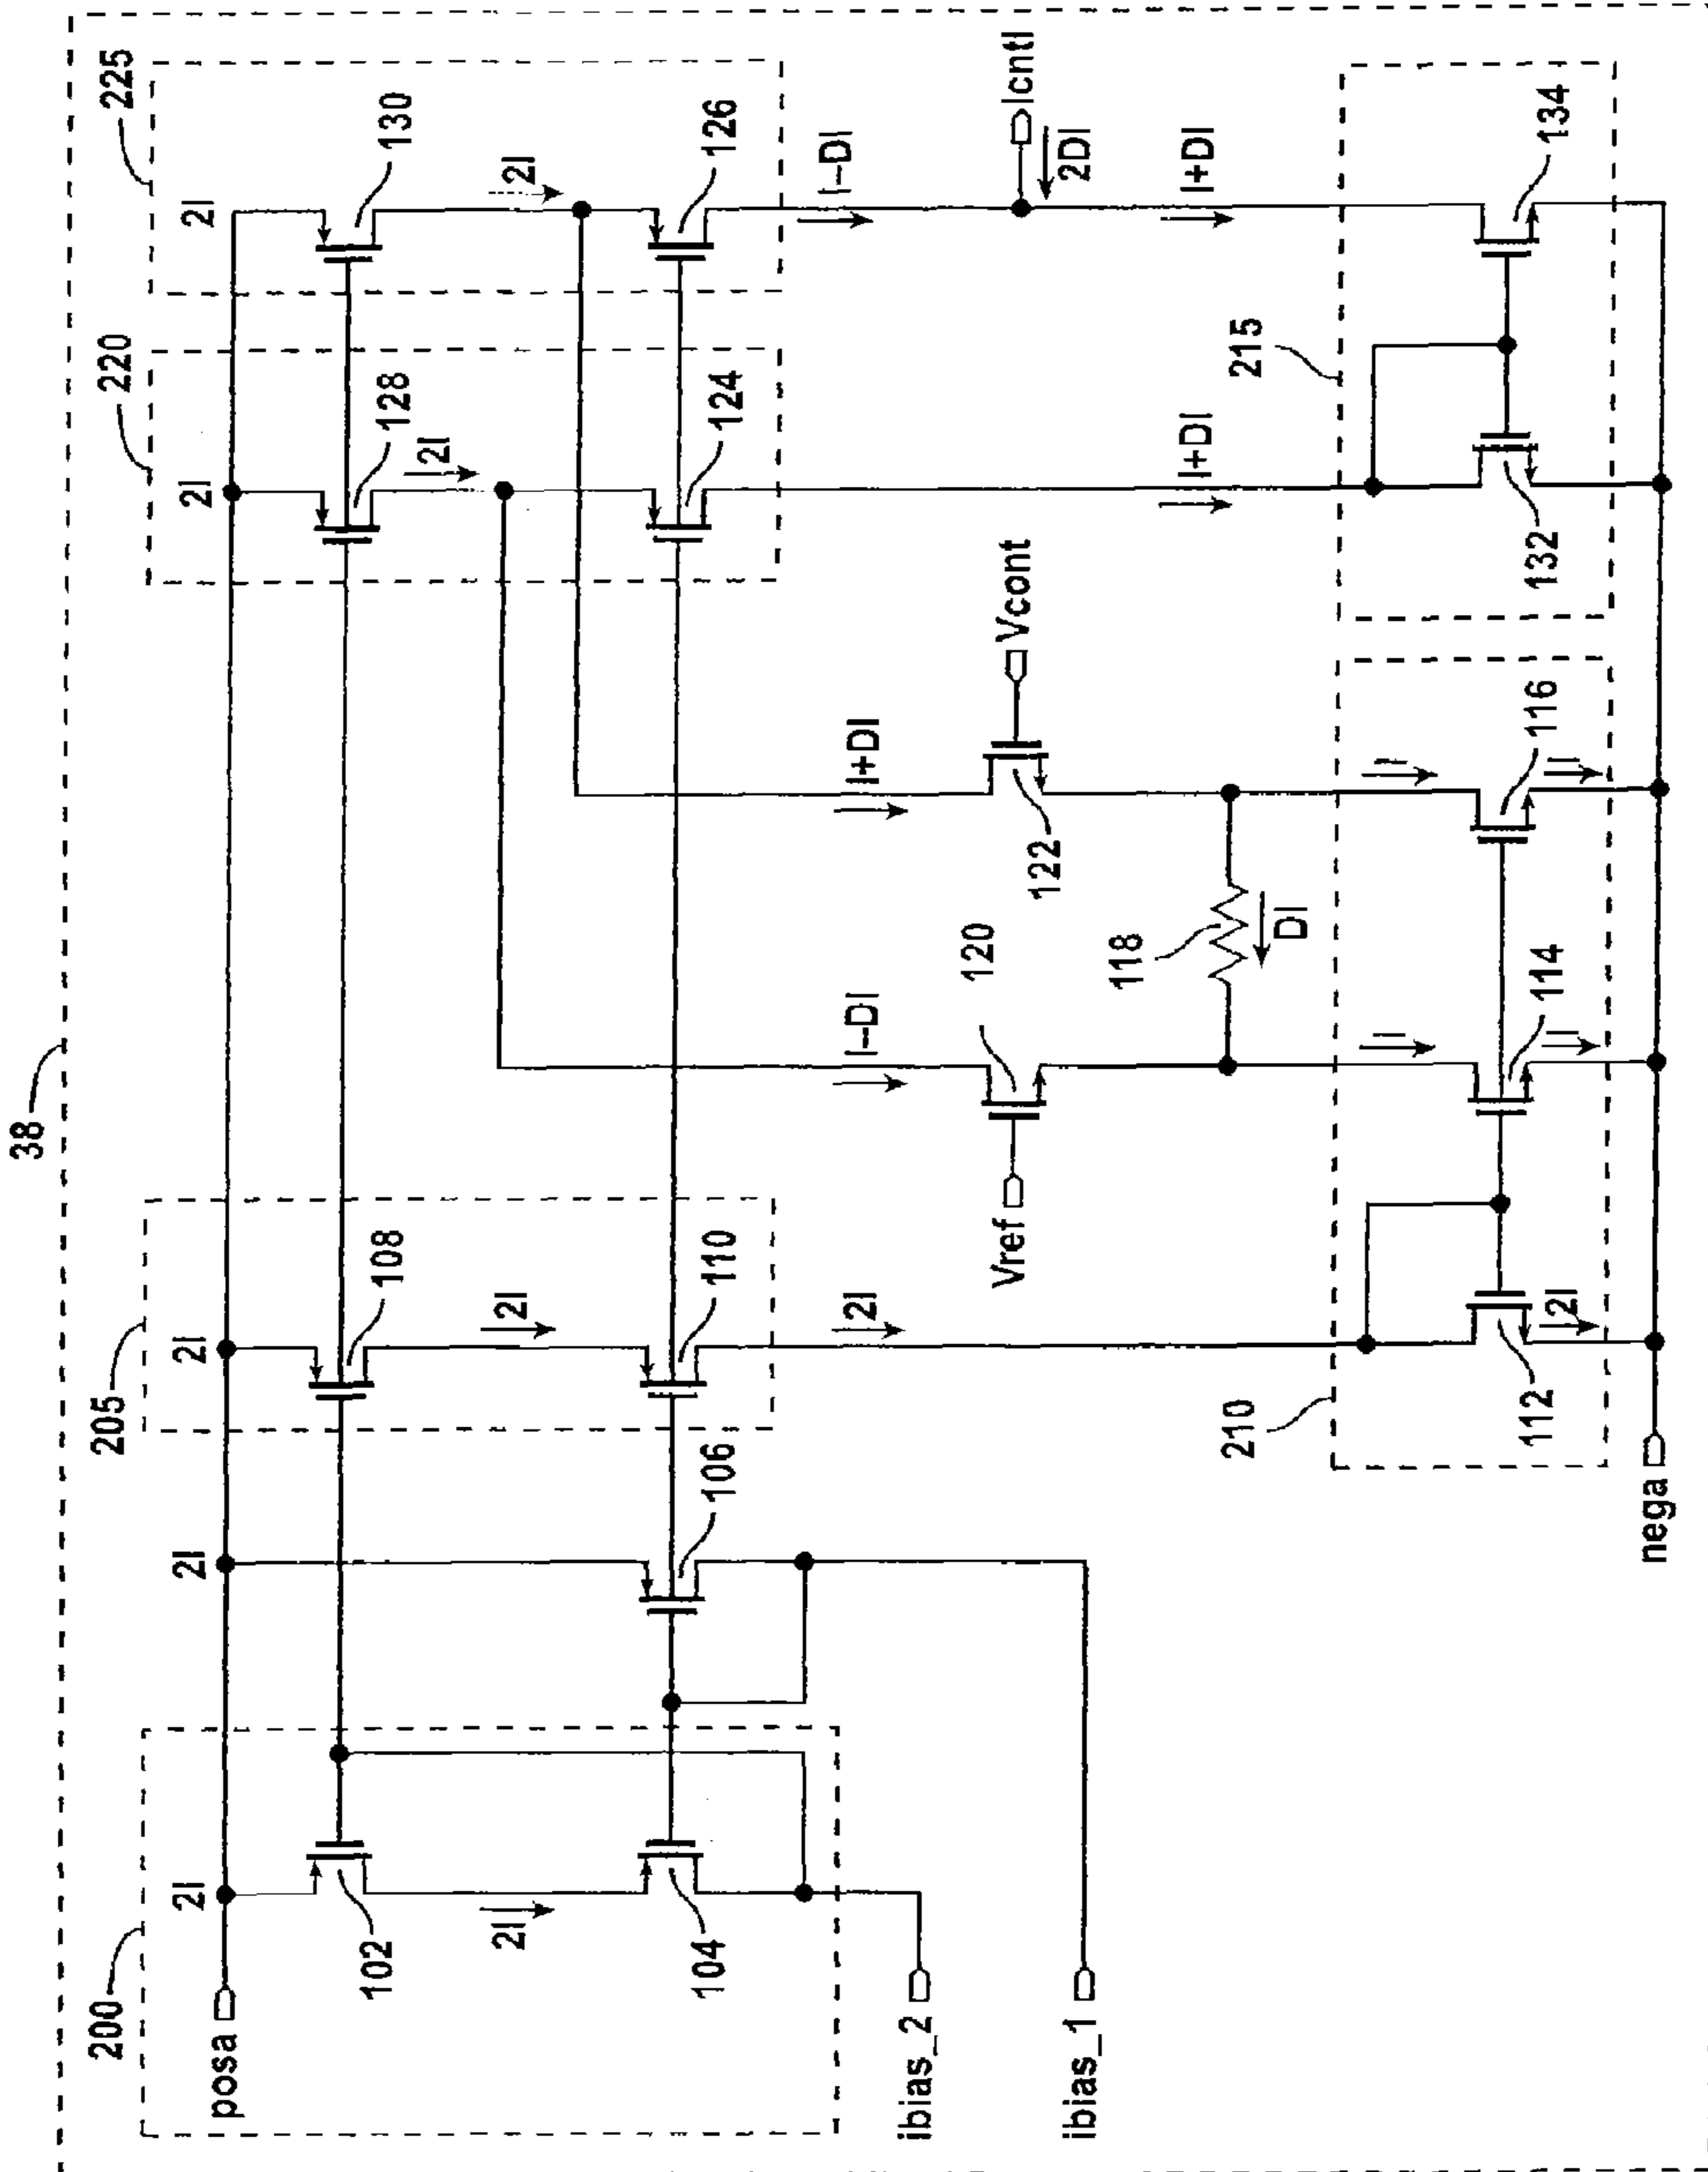 38
200
205
220
225
2I
2I
2I
2I
2I
posa
102
108
128
130
2I
2I
2I
2I
104
106
110
124
126
ibias_2
ibias_1
2I
I–DI
I+DI
I–DI
Vref
120
122
Vcont
Icntl
2DI
118
DI
I+DI
I+DI
210
215
I
I
112
114
116
132
134
2I
I
I
nega